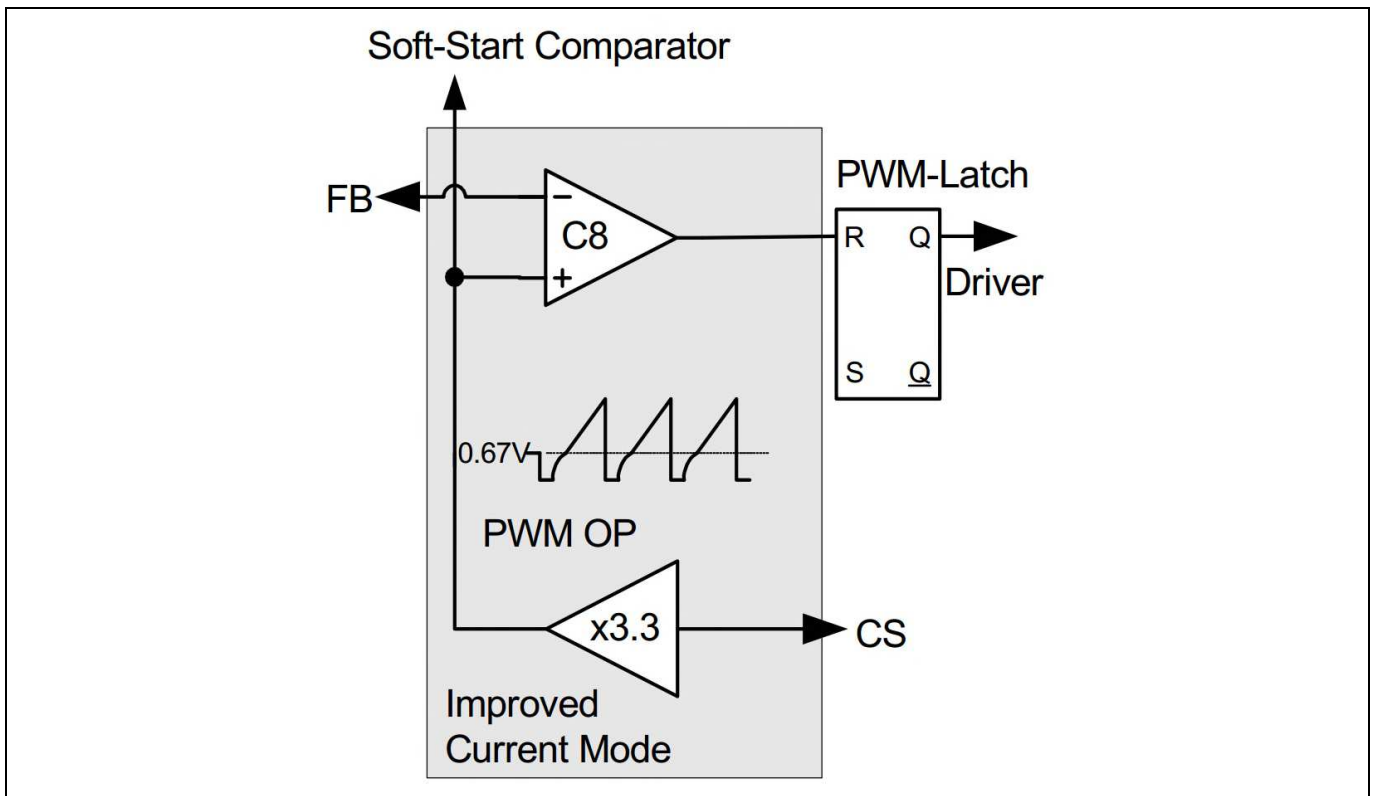 Soft-Start Comparator
FB
−
C8
+
PWM-Latch
R Q
Driver
S Q
0.67V
PWM OP
x3.3
CS
Improved
Current Mode